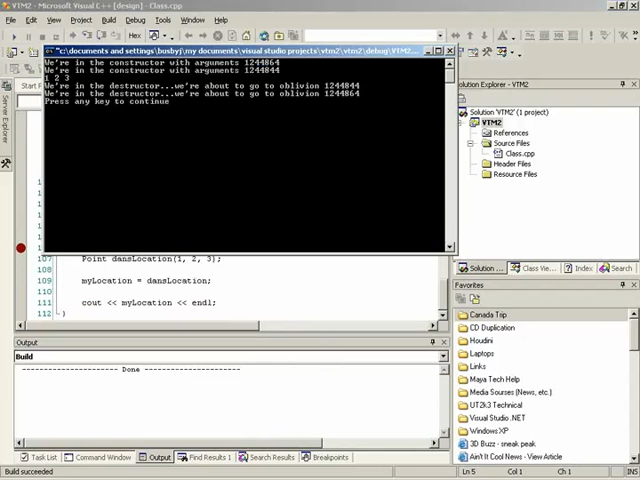 VTM2 - Microsoft Visual C++ [design] - Class.cpp
File Edit View Project Build Debug Tools Window Help
Hex
"c:\documents and settings\busbyj\my documents\visual studio projects\vtm2\vtm2\debug\VTM2...
We're in the constructor with arguments 1244864
We're in the constructor with arguments 1244844
1 2 3
We're in the destructor...we're about to go to oblivion 1244844
We're in the destructor...we're about to go to oblivion 1244864
Press any key to continue
Start P
Server Explorer
107 Point dansLocation(1, 2, 3);
108
109 myLocation = dansLocation;
110
111 cout << myLocation << endl;
112 }
Solution Explorer
Solution 'VTM2' (1 project)
VTM2
References
Source Files
Class.cpp
Header Files
Resource Files
Solution ... Class Vie... Index Search
Favorites
Canada Trip
CD Duplication
Houdini
Laptops
Links
Maya Tech Help
Media Sources (News, etc.)
UT2k3 Technical
Visual Studio .NET
Windows XP
3D Buzz - sneak peak
Ain't It Cool News - View Article
Output
Build
---------------------- Done ----------------------
Task List Command Window Output Find Results 1 Search Results Breakpoints
Build succeeded Ln 5 Col 1 Ch 1 INS